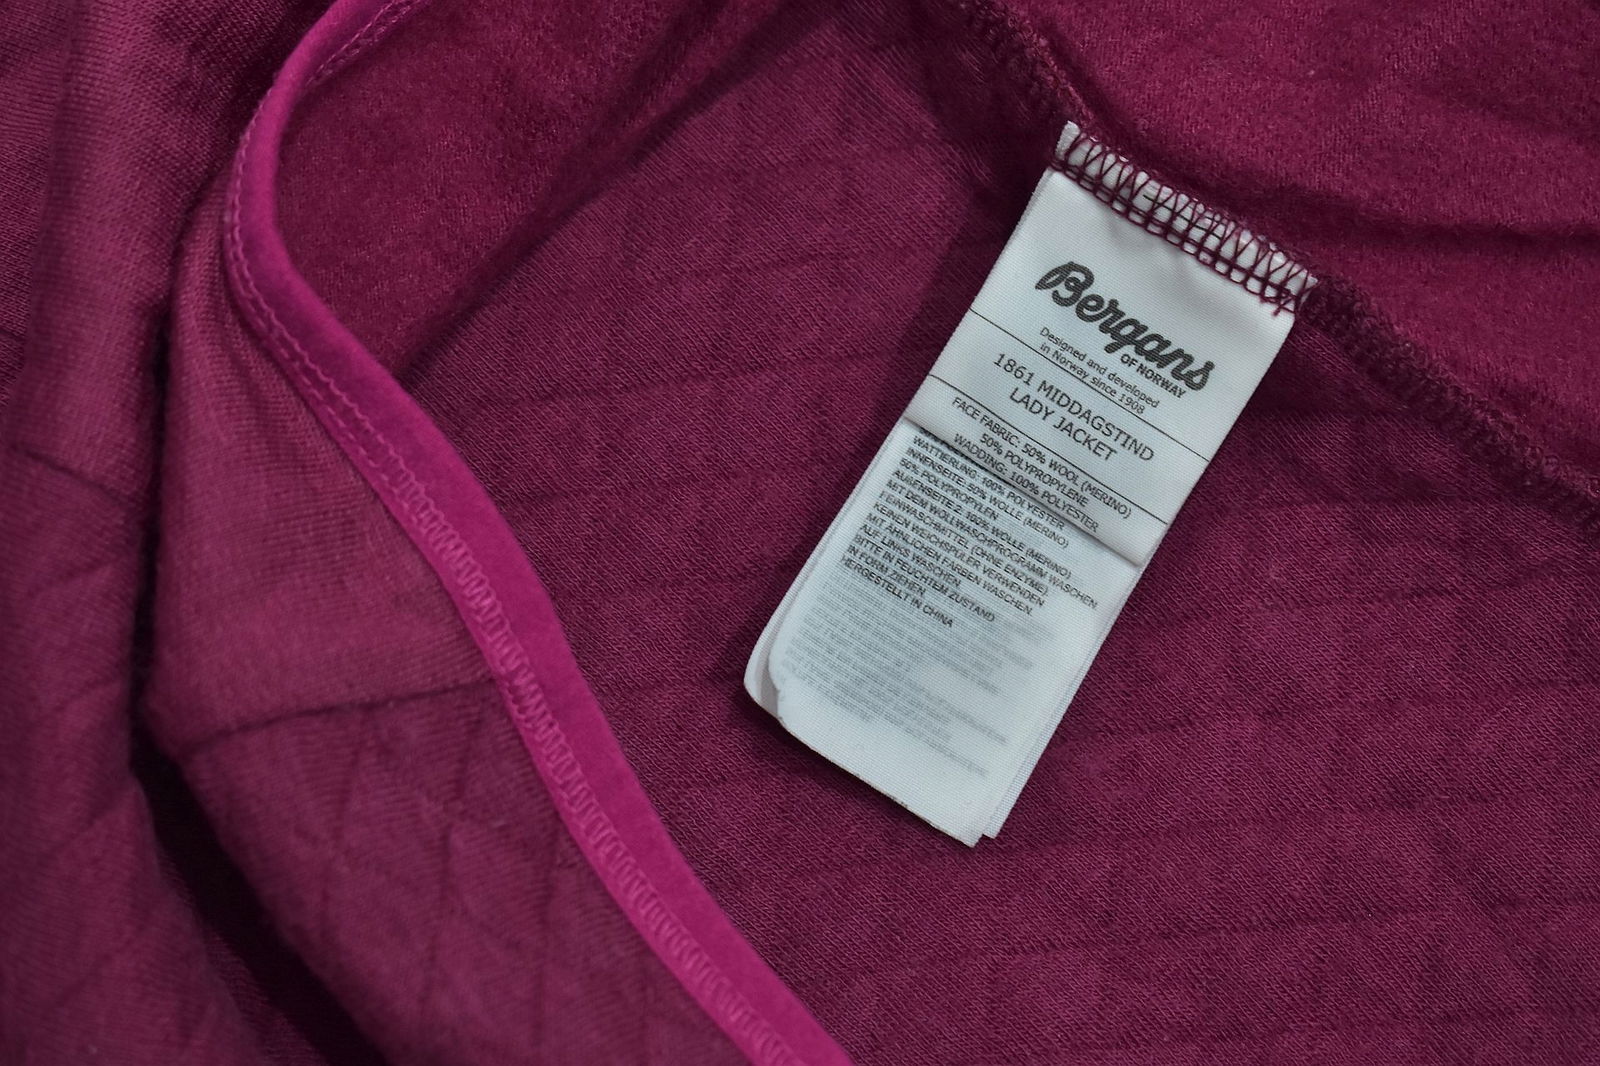 Bergans
OF NORWAY
Designed and developed
in Norway since 1908
1861 MIDDAGSTIND
LADY JACKET
FACE FABRIC: 50% WOOL (MERINO)
50% POLYPROPYLENE
WADDING: 100% POLYESTER
WATTIERUNG: 100% POLYESTER
INNENSEITE: 50% WOLLE (MERINO)
50% POLYPROPYLEN
AUßENSEITE 2: 100% WOLLE (MERINO)
MIT DEM WOLLWASCHPROGRAMM WASCHEN.
FEINWASCHMITTEL (OHNE ENZYME).
KEINEN WEICHSPÜLER VERWENDEN
MIT ÄHNLICHEN FARBEN WASCHEN.
AUF LINKS WASCHEN.
BITTE IN FEUCHTEM ZUSTAND
IN FORM ZIEHEN.
HERGESTELLT IN CHINA